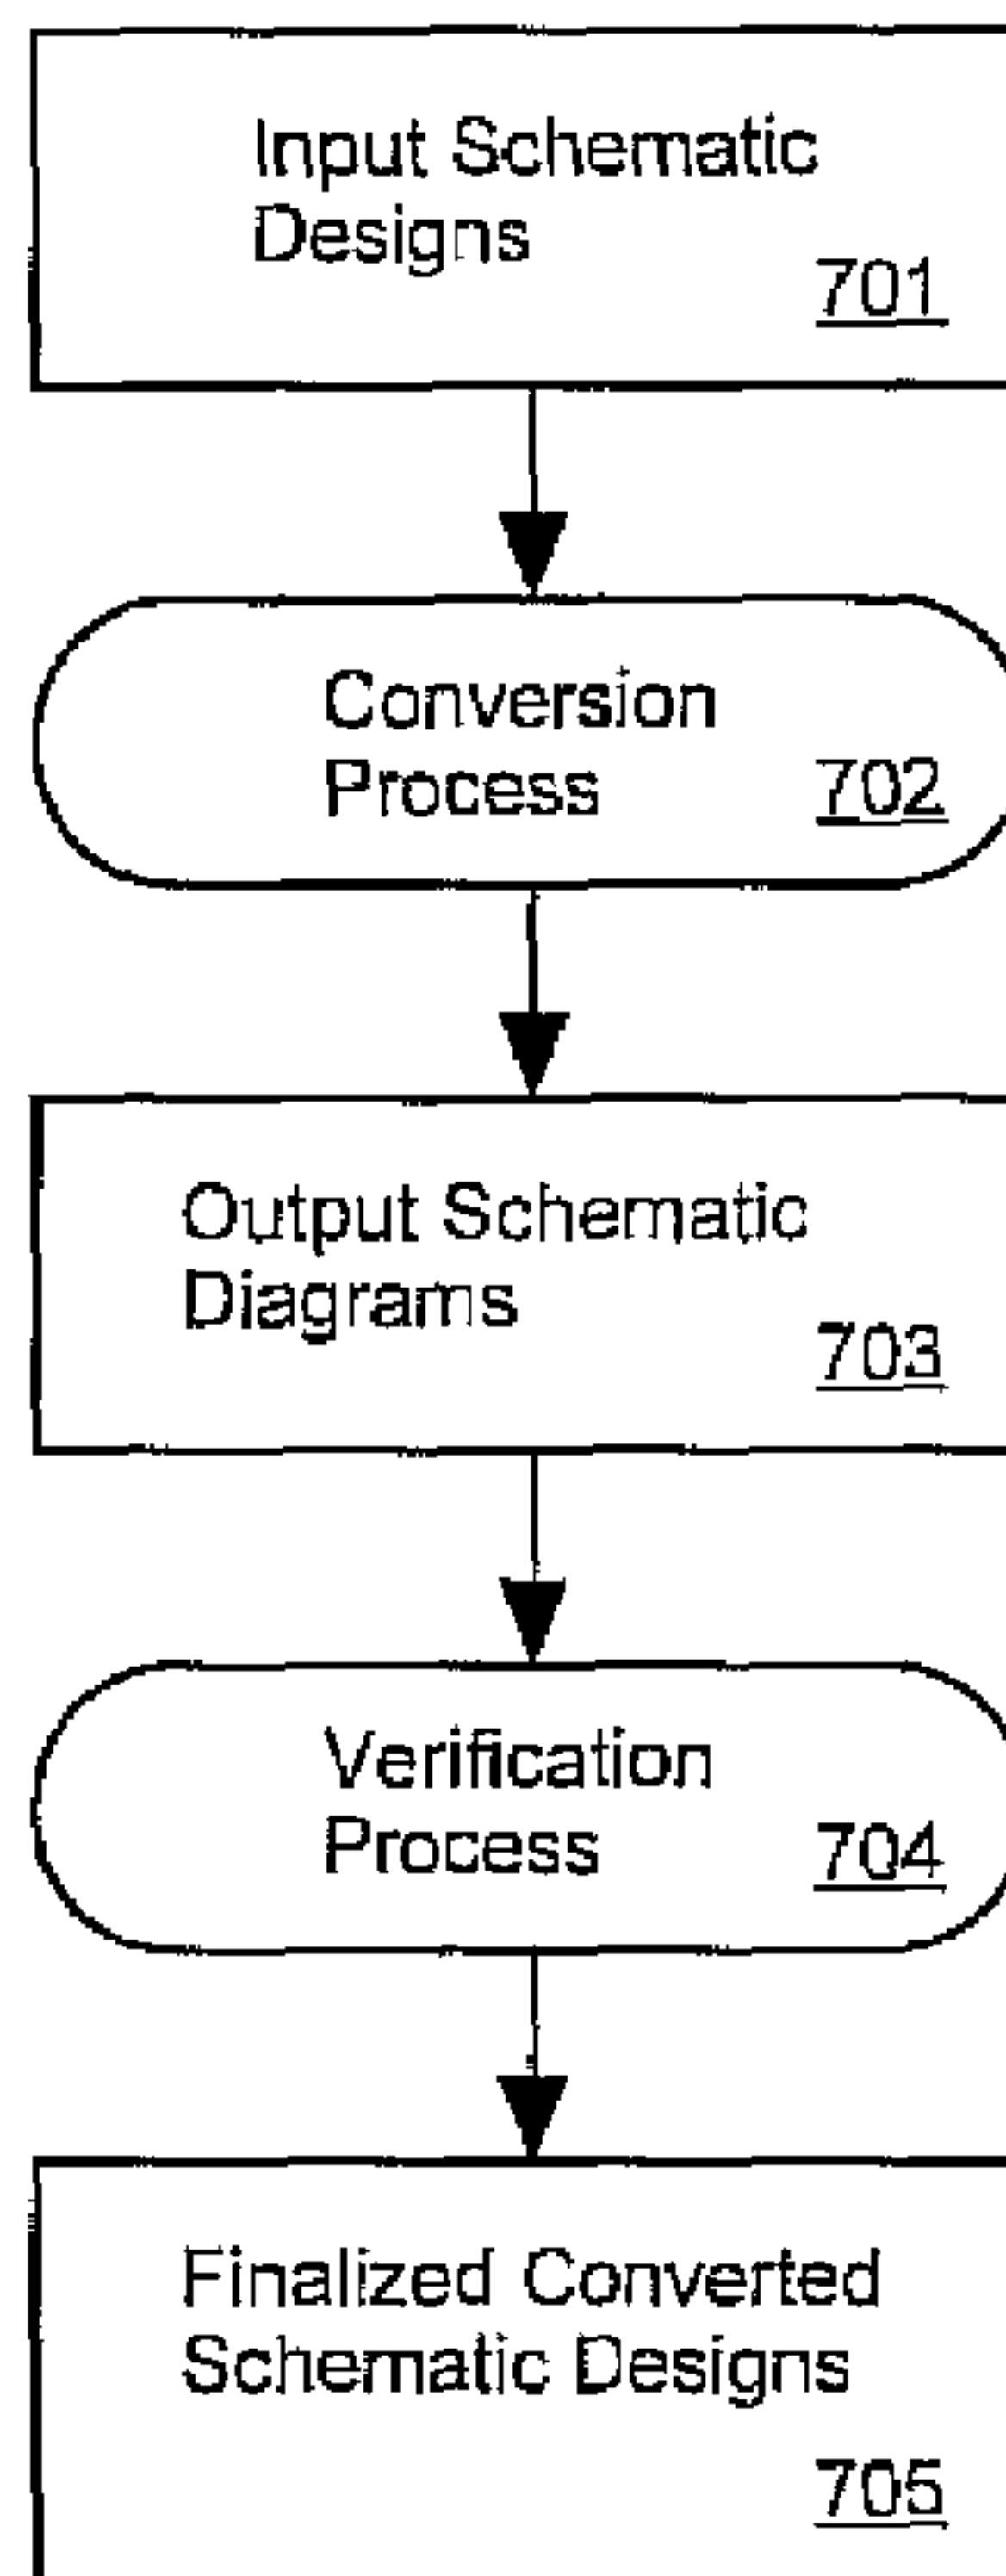 Input Schematic
Designs
701
Conversion
Process
702
Output Schematic
Diagrams
703
Verification
Process
704
Finalized Converted
Schematic Designs
705